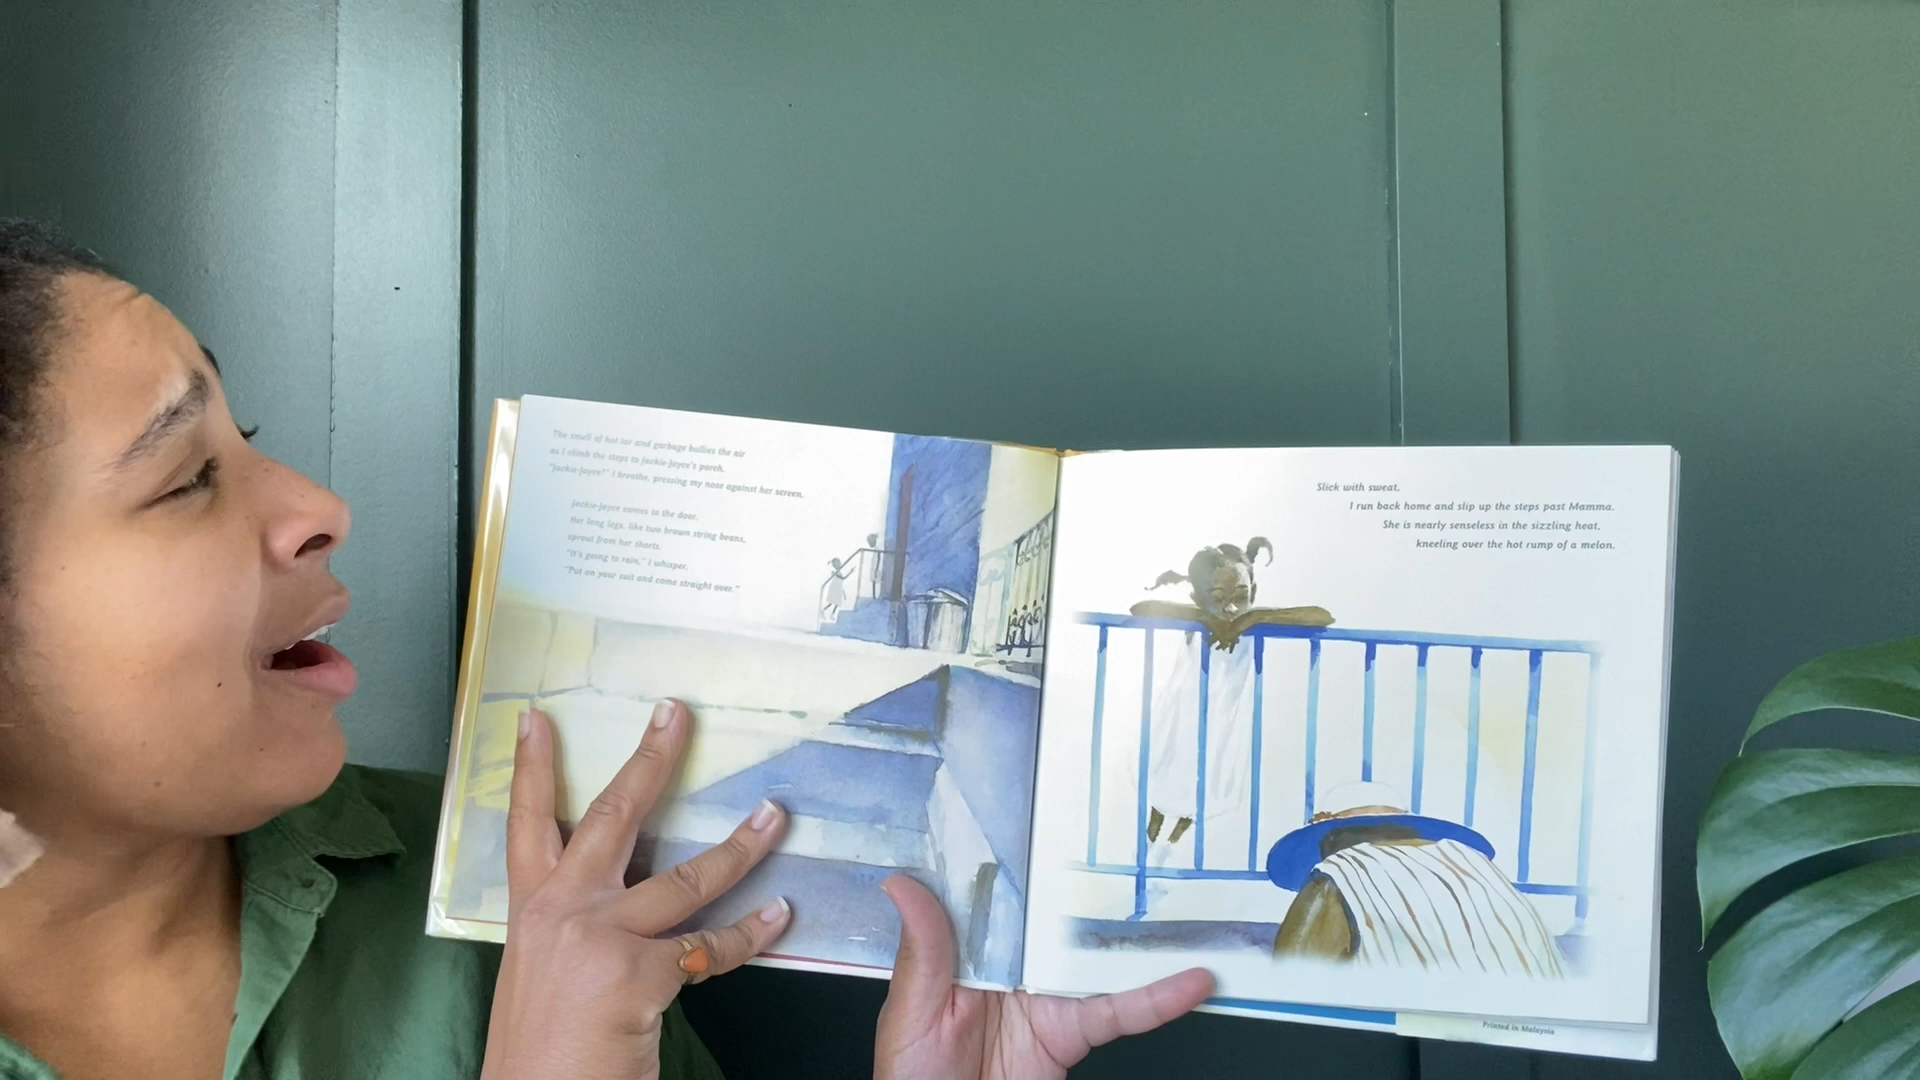 The smell of hot tar and garbage bullies the air
as I climb the steps to Jackie-Joyce's porch.
"Jackie-Joyce?" I breathe, pressing my nose against her screen.
Jackie-Joyce comes to the door.
Her long legs, like two brown string beans,
sprout from her shorts.
"It's going to rain," I whisper.
"Put on your suit and come straight over."
Slick with sweat,
I run back home and slip up the steps past Mamma.
She is nearly senseless in the sizzling heat,
kneeling over the hot rump of a melon.
Printed in Malaysia